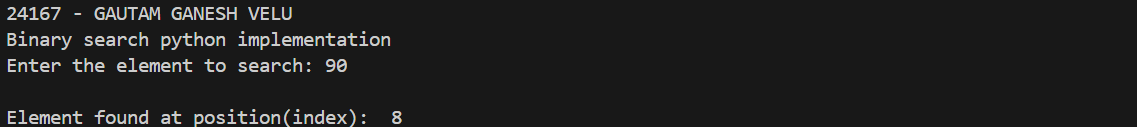 24167 - GAUTAM GANESH VELU
Binary search python implementation
Enter the element to search: 90
Element found at position(index):  8